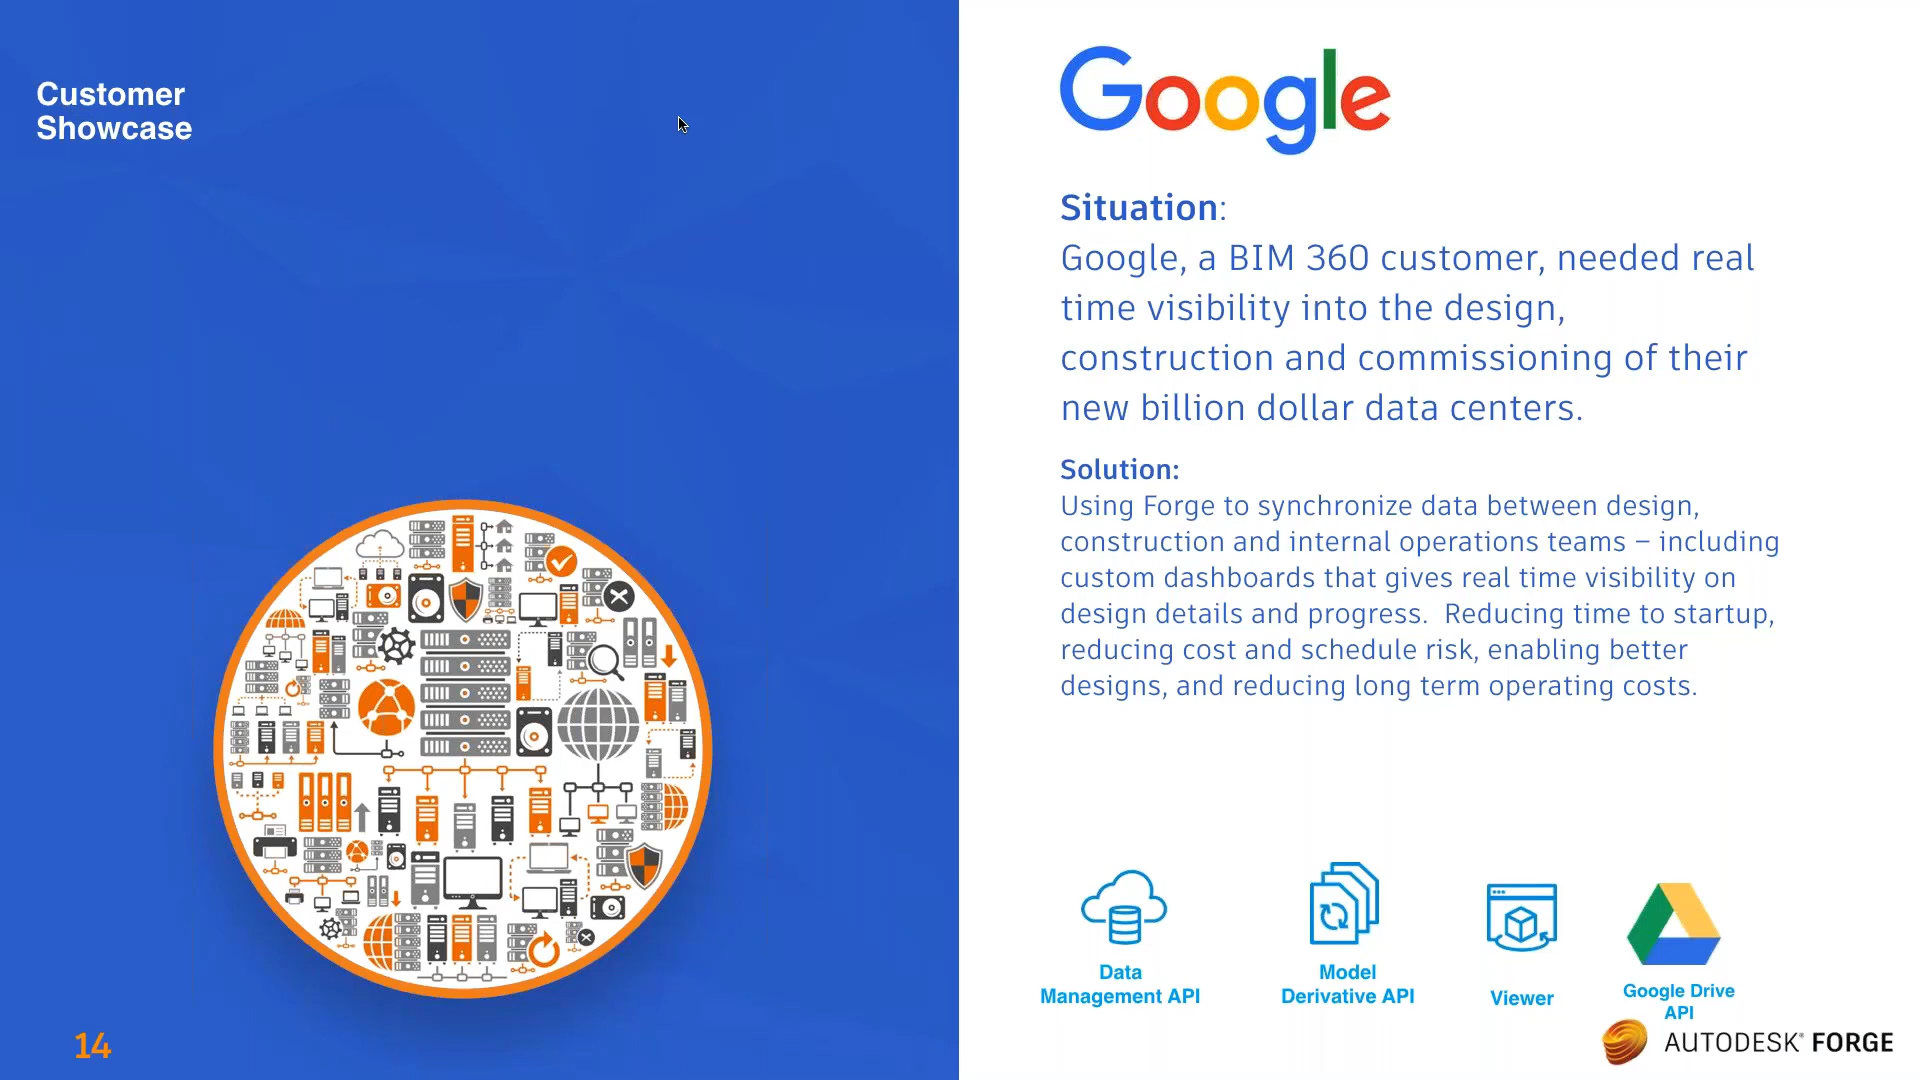 Customer
Showcase
Google
Situation:
Google, a BIM 360 customer, needed real
time visibility into the design,
construction and commissioning of their
new billion dollar data centers.
Solution:
Using Forge to synchronize data between design,
construction and internal operations teams – including
custom dashboards that gives real time visibility on
design details and progress.  Reducing time to startup,
reducing cost and schedule risk, enabling better
designs, and reducing long term operating costs.
Data
Management API
Model
Derivative API
Viewer
Google Drive
API
14
AUTODESK® FORGE